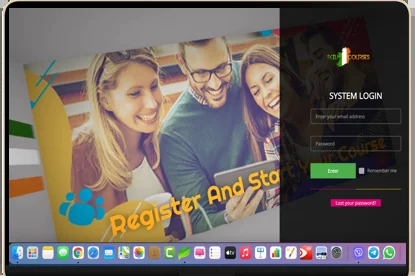 COURSES
SYSTEM LOGIN
Enter your email address
Password
Enter
Remember me
Lost your password?
Register And Start Your Course